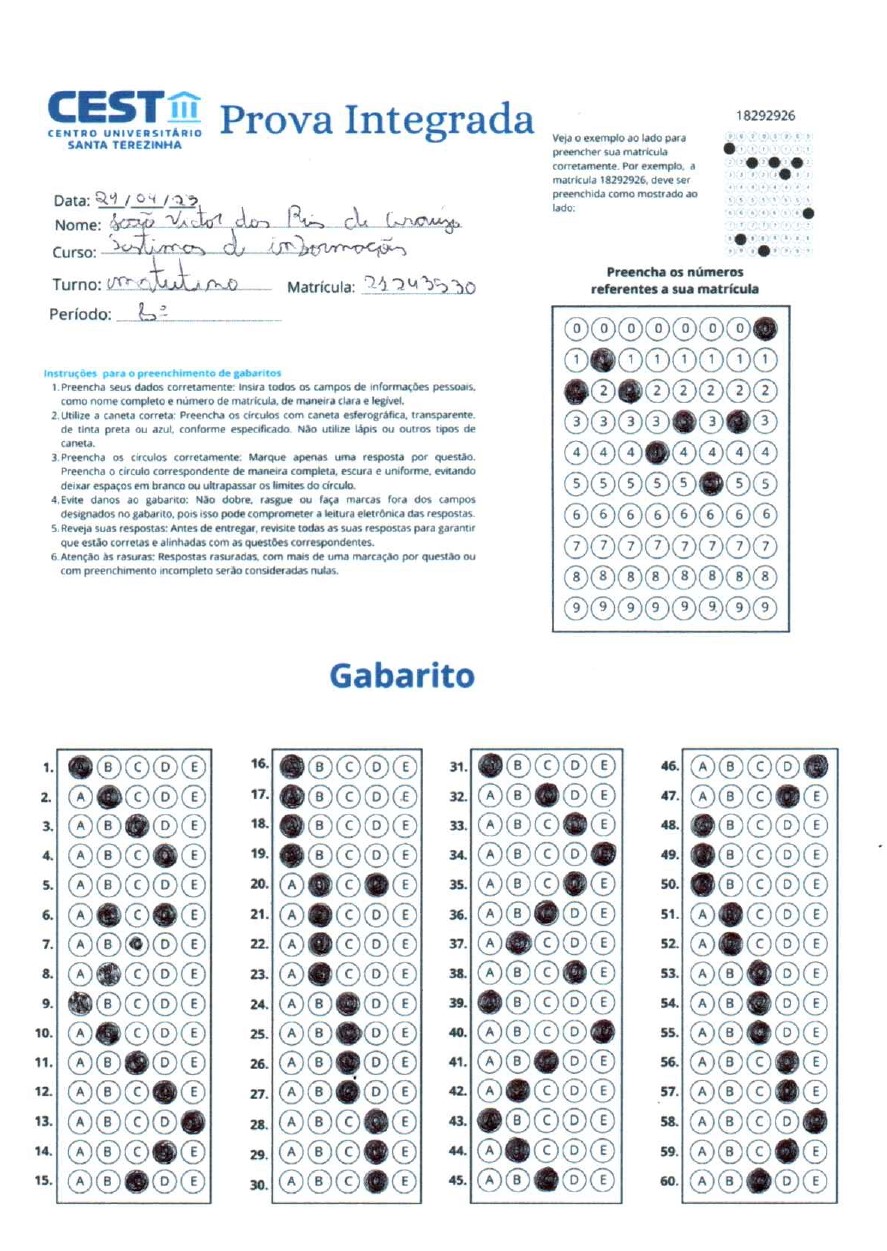 CEST
CENTRO UNIVERSITÁRIO
SANTA TEREZINHA
Prova Integrada
18292926
Veja o exemplo ao lado para
preencher sua matrícula
corretamente. Por exemplo, a
matrícula 18292926, deve ser
preenchida como mostrado ao
lado:
Data: 24/04/23
Nome: João Victor dos Reis de Araujo
Curso: de informação
Turno: matutino Matrícula: 21243530
Período:
Preencha os números
referentes a sua matrícula
0 0 0 0 0 0 0
1 1 1 1 1 1 1
2 2 2 2 2 2
3 3 3 3 3 3
4 4 4 4 4 4 4
5 5 5 5 5 5 5
6 6 6 6 6 6 6 6
7 7 7 7 7 7 7 7
8 8 8 8 8 8 8 8
9 9 9 9 9 9 9 9
Instruções para o preenchimento de gabaritos
1. Preencha seus dados corretamente: Insira todos os campos de informações pessoais,
como nome completo e número de matrícula, de maneira clara e legível.
2. Utilize a caneta correta: Preencha os círculos com caneta esferográfica, transparente,
de tinta preta ou azul, conforme especificado. Não utilize lápis ou outros tipos de
caneta.
3. Preencha os circulos corretamente: Marque apenas uma resposta por questão.
Preencha o círculo correspondente de maneira completa, escura e uniforme, evitando
deixar espaços em branco ou ultrapassar os limites do círculo.
4. Evite danos ao gabarito: Não dobre, rasgue ou faça marcas fora dos campos
designados no gabarito, pois isso pode comprometer a leitura eletrônica das respostas.
5. Reveja suas respostas: Antes de entregar, revisite todas as suas respostas para garantir
que estão corretas e alinhadas com as questões correspondentes.
6. Atenção às rasuras: Respostas rasuradas, com mais de uma marcação por questão ou
com preenchimento incompleto serão consideradas nulas.
Gabarito
1. B C D E
2. A C D E
3. A B D E
4. A B C E
5. A B C D E
6. A C E
7. A B D E
8. A C D E
9. B C D E
10. A C D E
11. A B D E
12. A B C E
13. A B C D
14. A B C E
15. A B D E
16. B C D E
17. B C D E
18. B C D E
19. B C D E
20. A C E
21. A C D E
22. A C D E
23. A C D E
24. A B D E
25. A B D E
26. A B D E
27. A B D E
28. A B C E
29. A B C E
30. A B C E
31. B C D E
32. A B D E
33. A B C E
34. A B C D
35. A B C E
36. A B D E
37. A C D E
38. A B C E
39. B C D E
40. A B C D
41. A B D E
42. A C D E
43. B C D E
44. A C D E
45. A B D E
46. A B C D
47. A B C E
48. B C D E
49. B C D E
50. B C D E
51. A C D E
52. A C D E
53. A B D E
54. A B D E
55. A B D E
56. A B C E
57. A B C E
58. A B C D
59. A B C E
60. A B D E